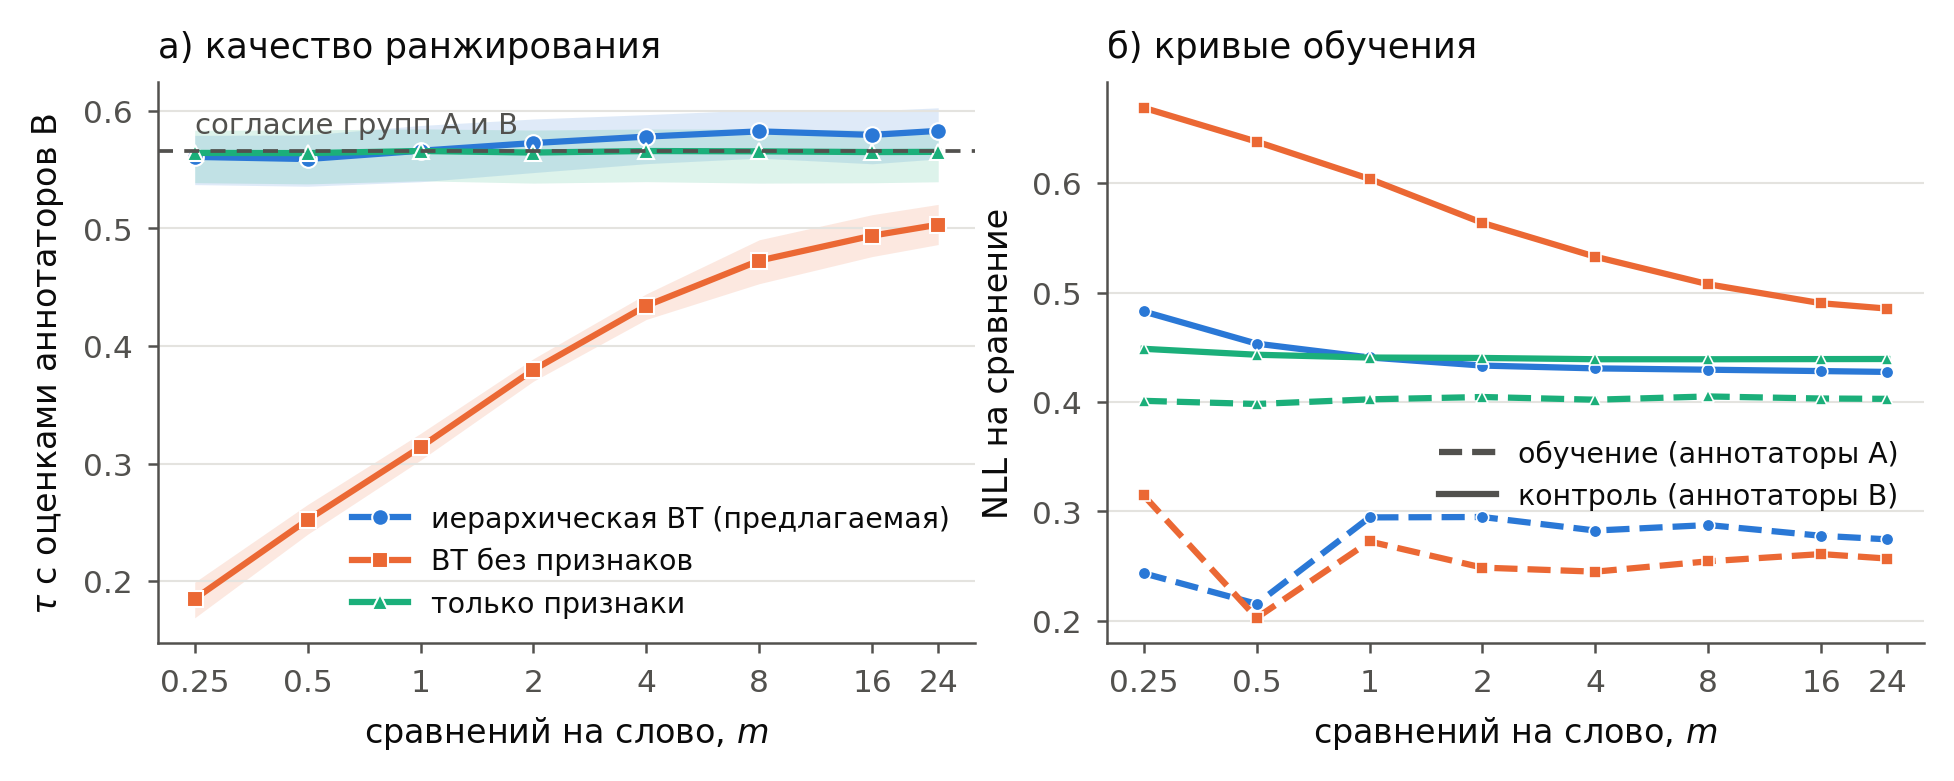 а) качество ранжирования
τ с оценками аннотаторов B
0.6
0.5
0.4
0.3
0.2
согласие групп A и B
иерархическая BT (предлагаемая)
BT без признаков
только признаки
0.25 0.5 1 2 4 8 16 24
сравнений на слово, m
б) кривые обучения
NLL на сравнение
0.6
0.5
0.4
0.3
0.2
обучение (аннотаторы A)
контроль (аннотаторы B)
0.25 0.5 1 2 4 8 16 24
сравнений на слово, m